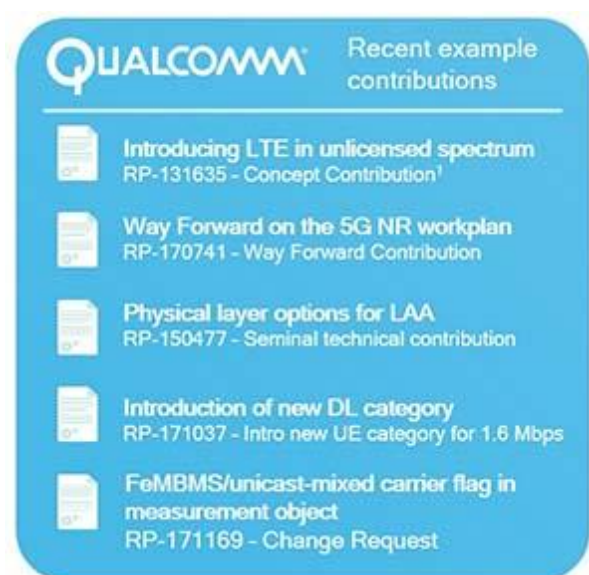 QUALCOMM®
Recent example
contributions
Introducing LTE in unlicensed spectrum
RP-131635 - Concept Contribution¹
Way Forward on the 5G NR workplan
RP-170741 - Way Forward Contribution
Physical layer options for LAA
RP-150477 - Seminal technical contribution
Introduction of new DL category
RP-171037 - Intro new UE category for 1.6 Mbps
FeMBMS/unicast-mixed carrier flag in
measurement object
RP-171169 - Change Request